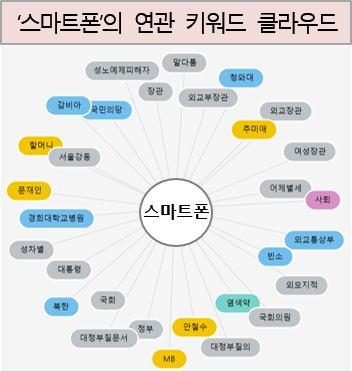 '스마트폰'의 연관 키워드 클라우드
말다툼
성노예제피해자
청와대
장관
외교부장관
갈비아
국민의당
외교장관
추미애
할머니
서울강동
여성장관
문재인
어제별세
사퇴
스마트폰
경희대학교병원
외교통상부
성차별
빈소
대통령
외모지적
북한
국회
염색약
국회의원
안철수
정부
대정부질문서
대정부질의
MB